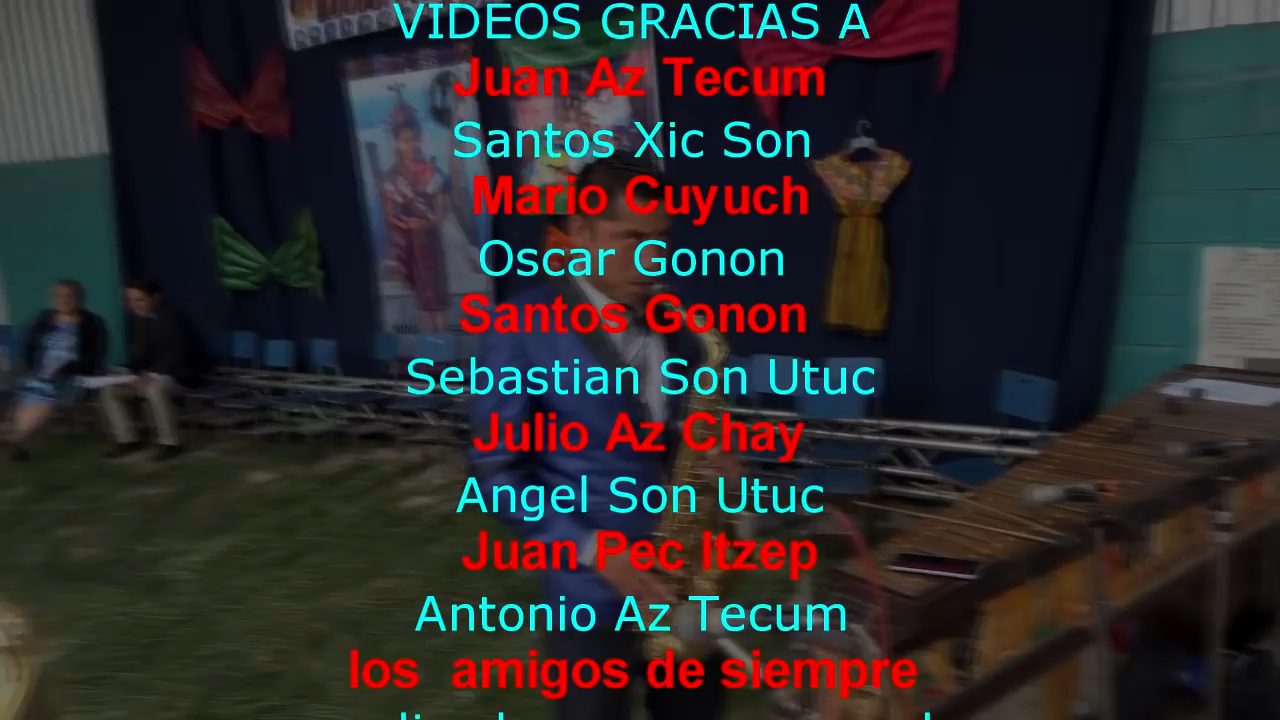 VIDEOS GRACIAS A
Juan Az Tecum
Santos Xic Son
Mario Cuyuch
Oscar Gonon
Santos Gonon
Sebastian Son Utuc
Julio Az Chay
Angel Son Utuc
Juan Pec Itzep
Antonio Az Tecum
los  amigos de siempre